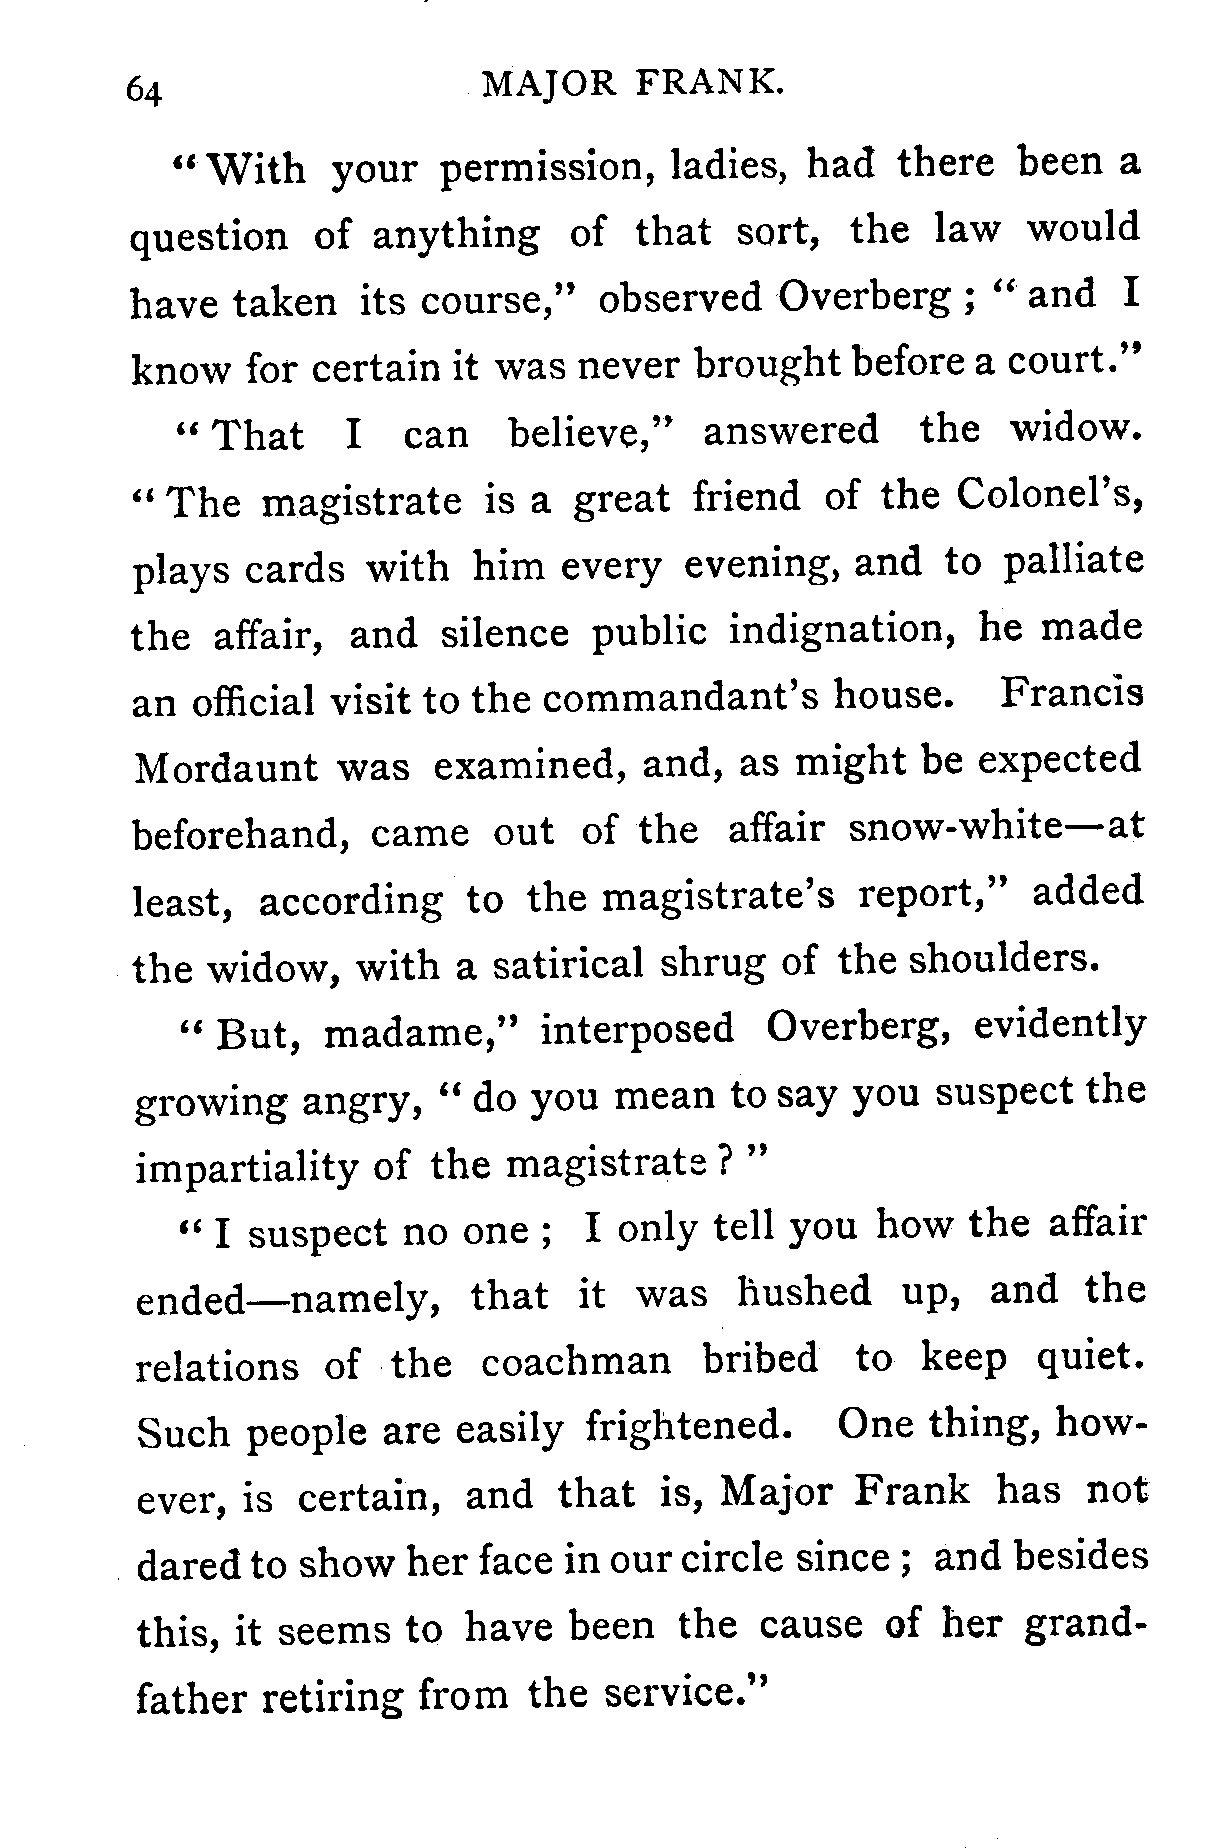 64 MAJOR FRANK.
“ With your permission, ladies, had there been a
question of anything of that sort, the law would
have taken its course,” observed Overberg ; “ and I
know for certain it was never brought before a court.”
“ That I can believe,” answered the widow.
“ The magistrate is a great friend of the Colonel’s,
plays cards with him every evening, and to palliate
the affair, and silence public indignation, he made
an official visit to the commandant’s house. Francis
Mordaunt was examined, and, as might be expected
beforehand, came out of the affair snow-white—at
least, according to the magistrate’s report,” added
the widow, with a satirical shrug of the shoulders.
“ But, madame,” interposed Overberg, evidently
growing angry, “ do you mean to say you suspect the
impartiality of the magistrate ? ”
“ I suspect no one ; I only tell you how the affair
ended—namely, that it was hushed up, and the
relations of the coachman bribed to keep quiet.
Such people are easily frightened. One thing, how-
ever, is certain, and that is, Major Frank has not
dared to show her face in our circle since ; and besides
this, it seems to have been the cause of her grand-
father retiring from the service.”